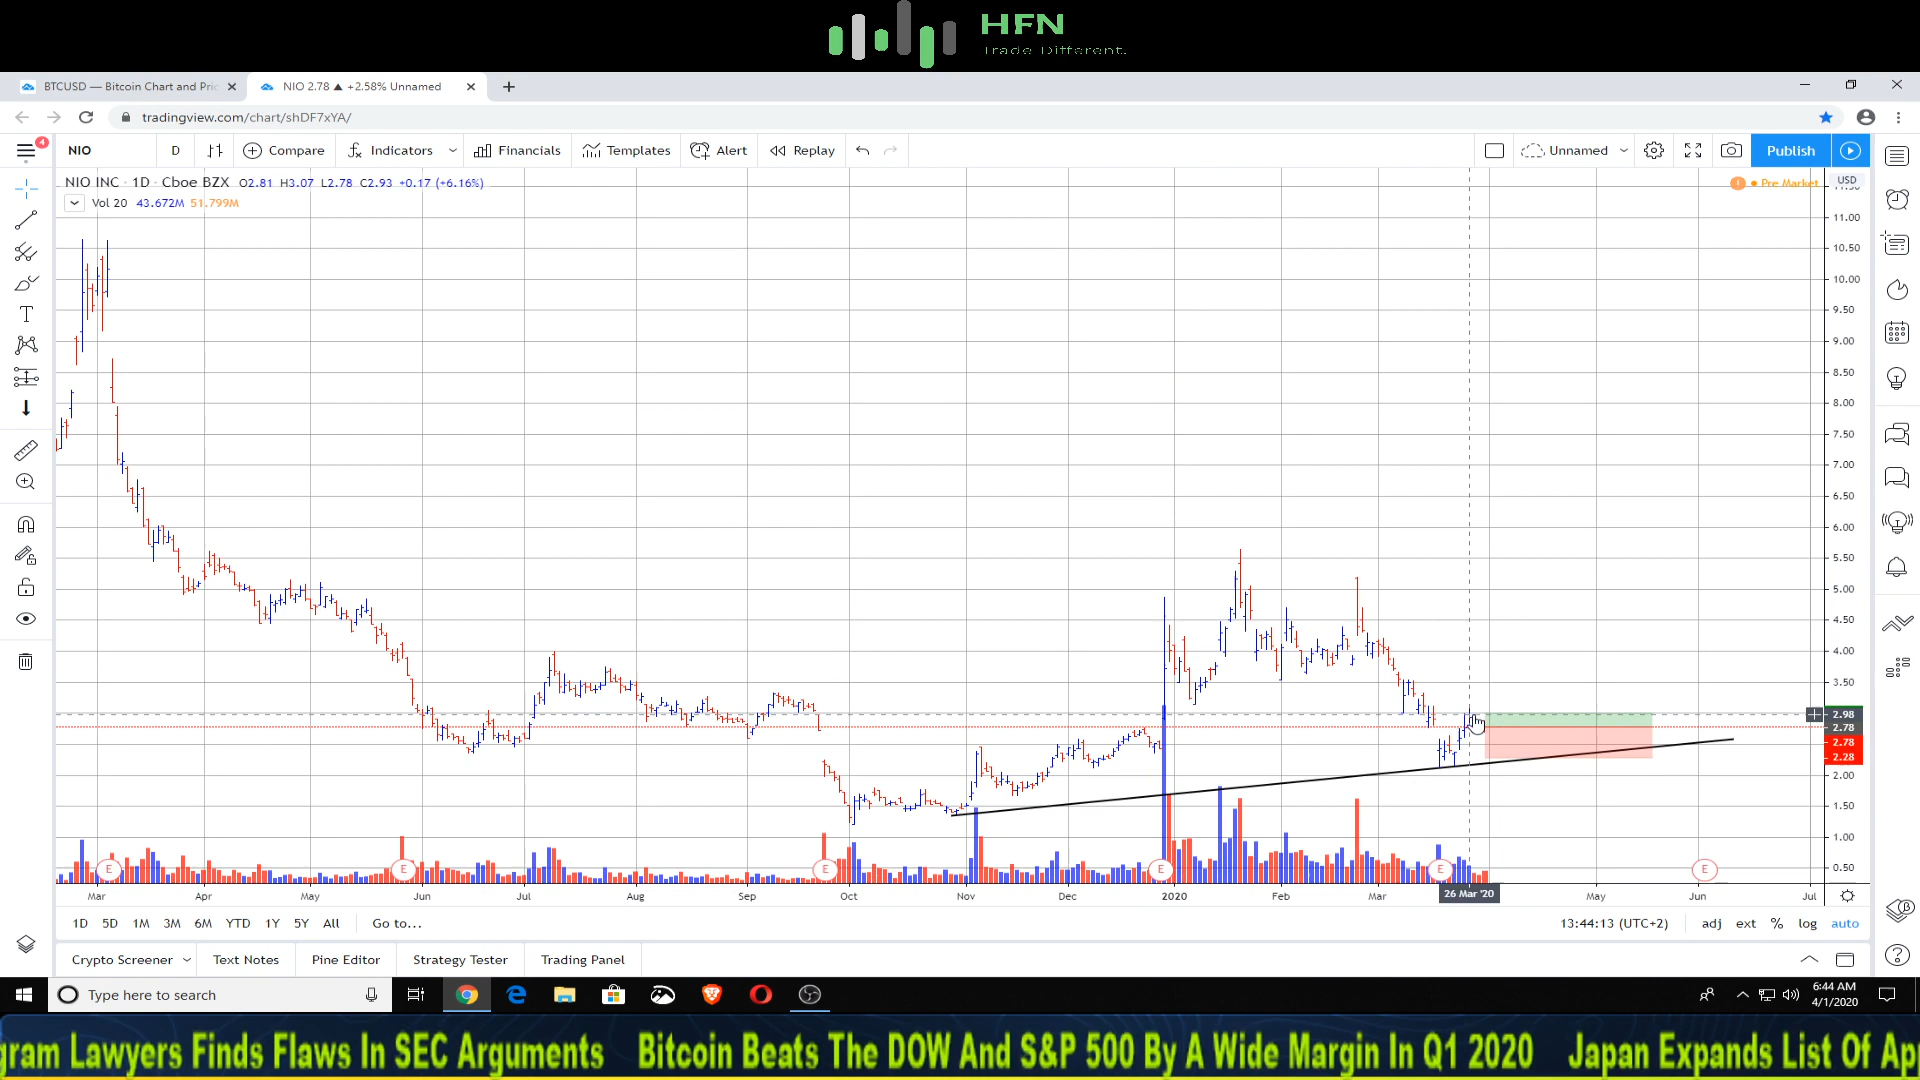 HFN
Trade Different.
BTCUSD — Bitcoin Chart and Pric
NIO 2.78 ▲ +2.58% Unnamed
tradingview.com/chart/shDF7xYA/
4
NIO D Compare Indicators Financials Templates Alert Replay Unnamed Publish
NIO INC · 1D · Cboe BZX O2.81 H3.07 L2.78 C2.93 +0.17 (+6.16%)
Vol 20 43.672M 51.799M
! Pre Market
USD
11.50
11.00
10.50
10.00
9.50
9.00
8.50
8.00
7.50
7.00
6.50
6.00
5.50
5.00
4.50
4.00
3.50
2.98
2.78
2.78
2.28
2.00
1.50
1.00
0.50
E E E E E E
Mar Apr May Jun Jul Aug Sep Oct Nov Dec 2020 Feb Mar 26 Mar '20 May Jun Jul
1D 5D 1M 3M 6M YTD 1Y 5Y All Go to... 13:44:13 (UTC+2) adj ext % log auto
Crypto Screener Text Notes Pine Editor Strategy Tester Trading Panel
Type here to search
6:44 AM
4/1/2020
gram Lawyers Finds Flaws In SEC Arguments Bitcoin Beats The DOW And S&P 500 By A Wide Margin In Q1 2020 Japan Expands List Of Ap